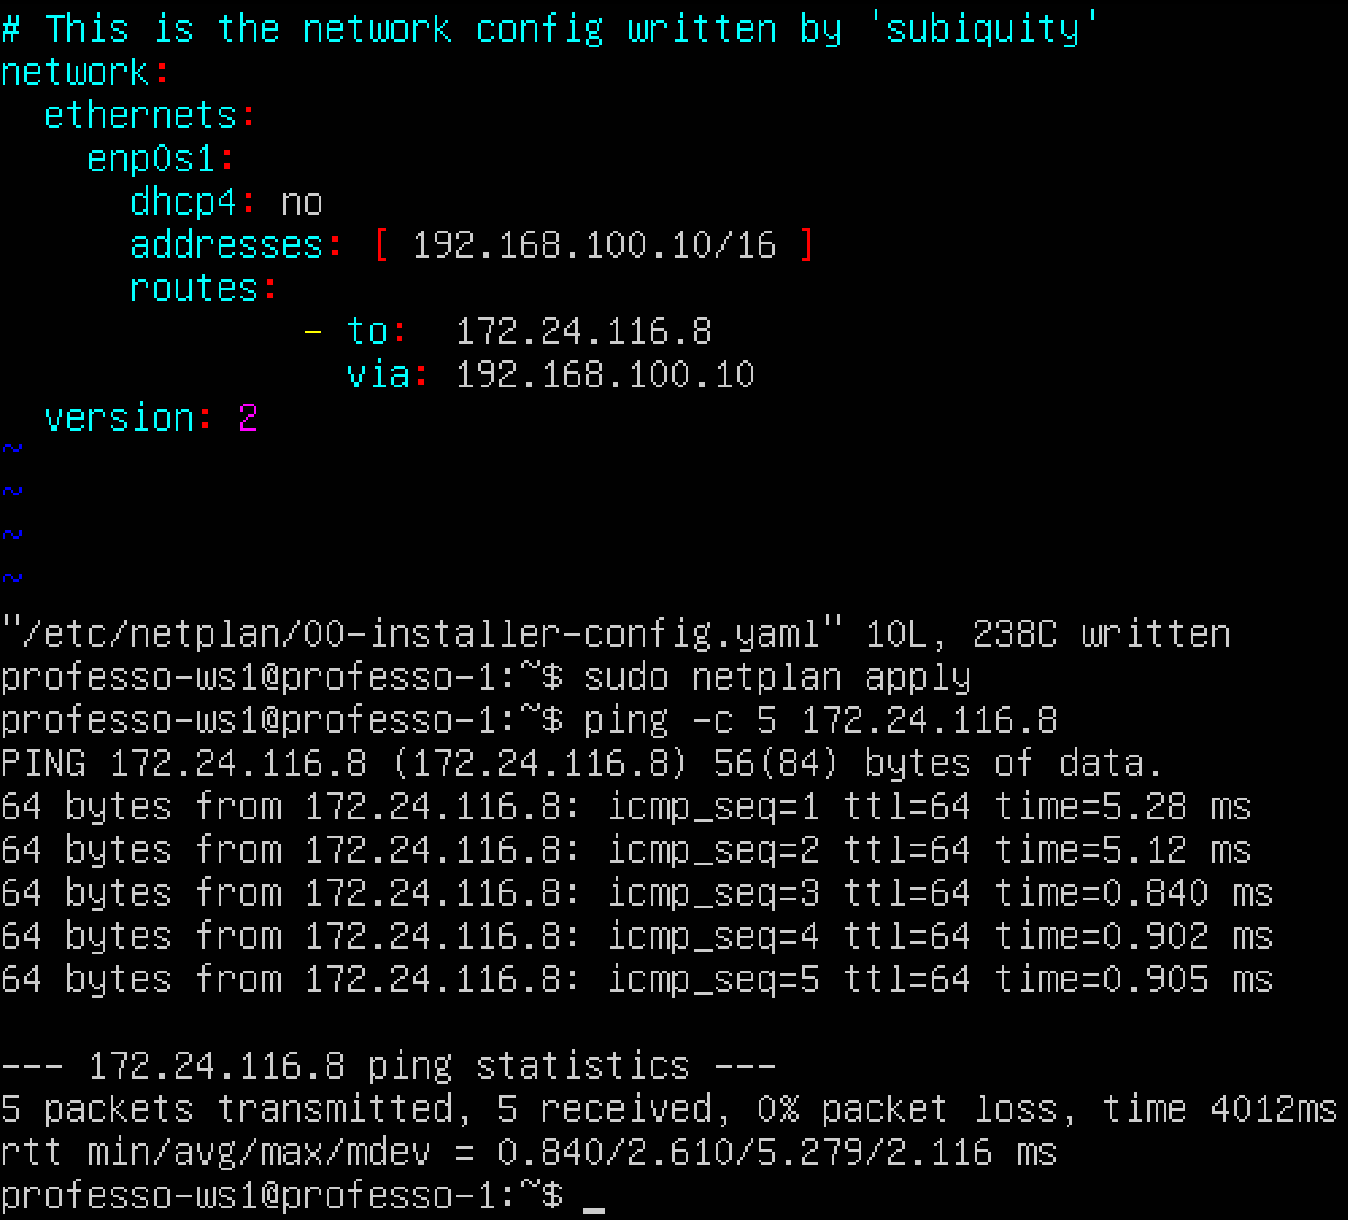 # This is the network config written by 'subiquity'
network:
  ethernets:
    enp0s1:
      dhcp4: no
      addresses: [ 192.168.100.10/16 ]
      routes:
              - to:  172.24.116.8
                via: 192.168.100.10
  version: 2
~
~
~
~
"/etc/netplan/00-installer-config.yaml" 10L, 238C written
professo-ws1@professo-1:~$ sudo netplan apply
professo-ws1@professo-1:~$ ping -c 5 172.24.116.8
PING 172.24.116.8 (172.24.116.8) 56(84) bytes of data.
64 bytes from 172.24.116.8: icmp_seq=1 ttl=64 time=5.28 ms
64 bytes from 172.24.116.8: icmp_seq=2 ttl=64 time=5.12 ms
64 bytes from 172.24.116.8: icmp_seq=3 ttl=64 time=0.840 ms
64 bytes from 172.24.116.8: icmp_seq=4 ttl=64 time=0.902 ms
64 bytes from 172.24.116.8: icmp_seq=5 ttl=64 time=0.905 ms

--- 172.24.116.8 ping statistics ---
5 packets transmitted, 5 received, 0% packet loss, time 4012ms
rtt min/avg/max/mdev = 0.840/2.610/5.279/2.116 ms
professo-ws1@professo-1:~$ _